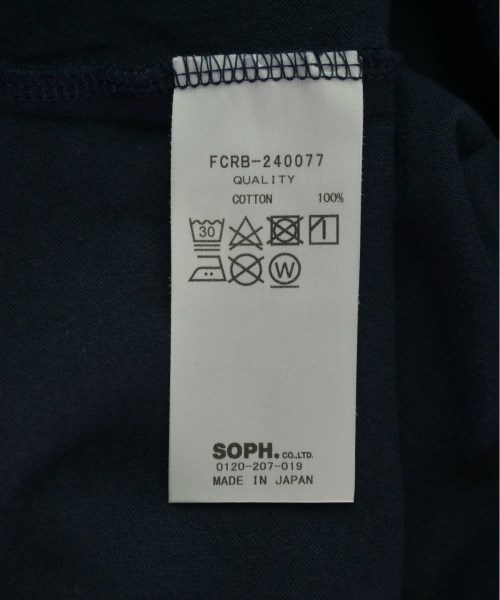 FCRB-240077
QUALITY
COTTON 100%
30
W
SOPH.CO.,LTD.
0120-207-019
MADE IN JAPAN